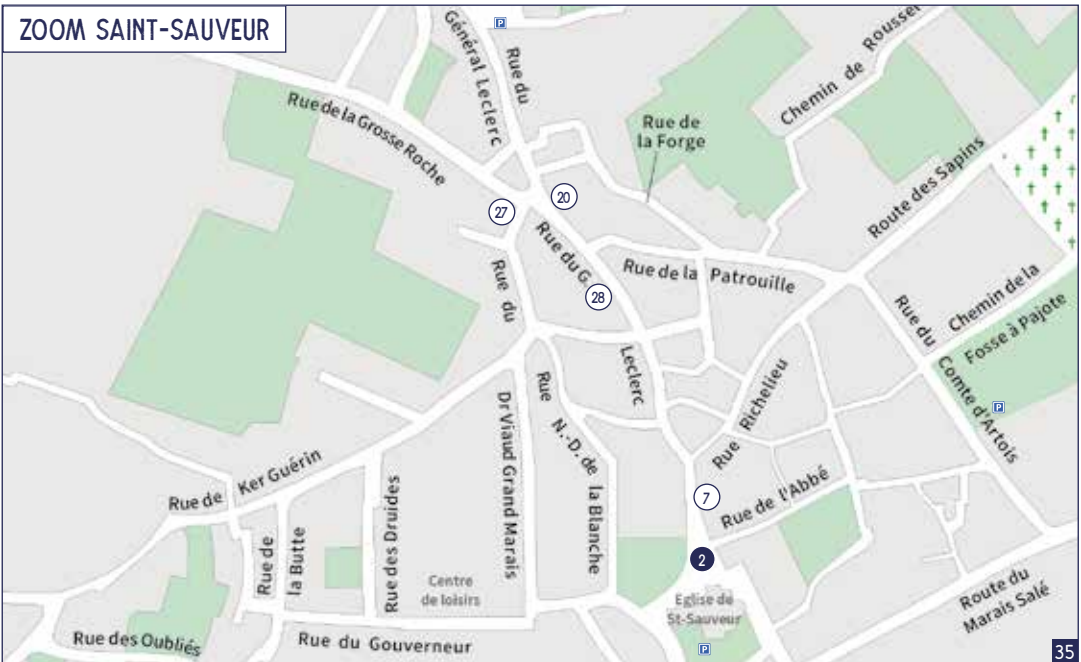 ZOOM SAINT-SAUVEUR
P
Rue du
Général Leclerc
Chemin de Rousse
Rue de la Grosse Roche
Rue de
la Forge
Route des Sapins
20
27
Rue du G.
28
Leclerc
Rue de la Patrouille
Rue du
Dr Viaud Grand Marais
Chemin de la
Fosse à Pajote
Rue du
Comte d'Artois
P
Rue
N.-D. de
la Blanche
Rue Richelieu
Rue de Ker Guérin
7
Rue de l'Abbé
Rue de
la Butte
Rue des Druides
2
Centre
de loisirs
Eglise de
St-Sauveur
P
Route du
Marais Salé
Rue des Oubliés
Rue du Gouverneur
35